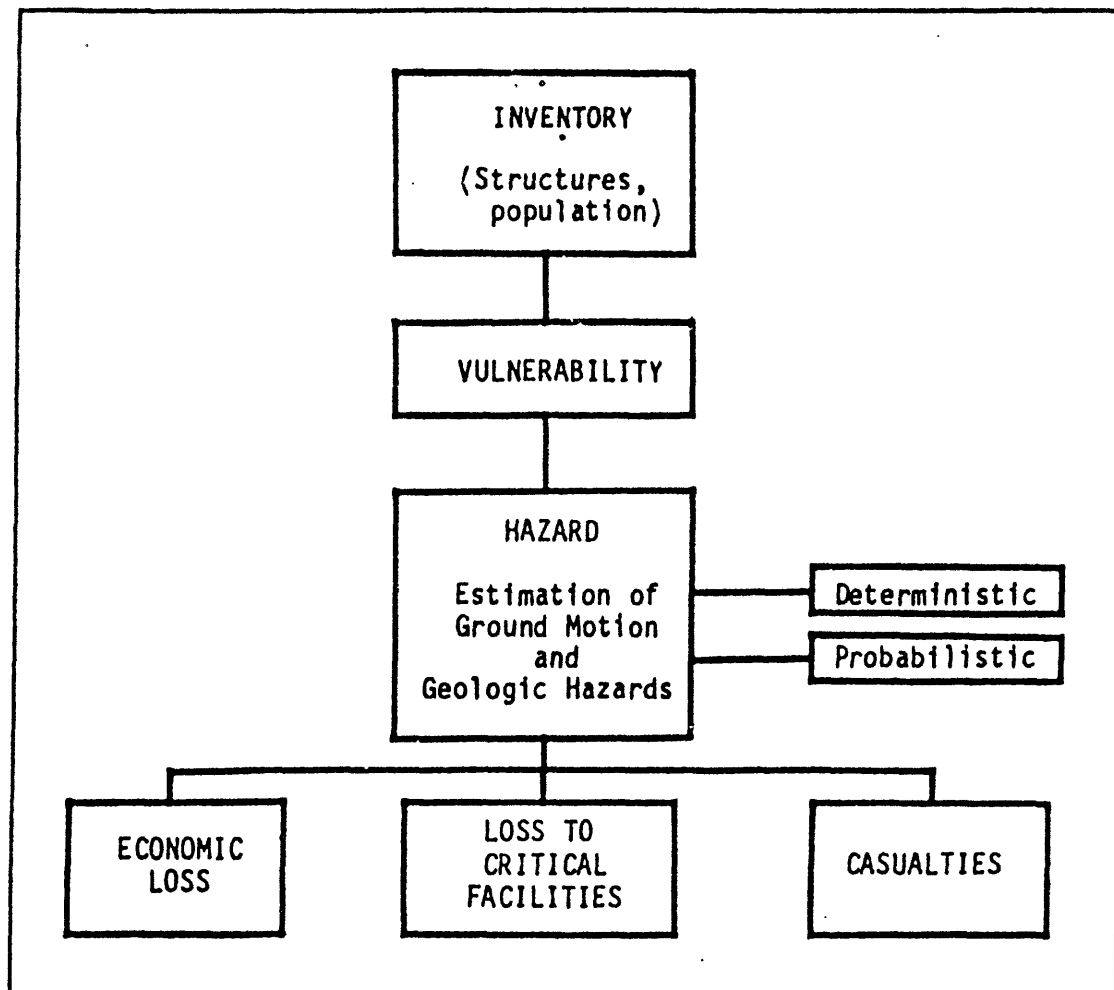 INVENTORY
(Structures,
population)
VULNERABILITY
HAZARD
Estimation of
Ground Motion
and
Geologic Hazards
Deterministic
Probabilistic
ECONOMIC
LOSS
LOSS TO
CRITICAL
FACILITIES
CASUALTIES